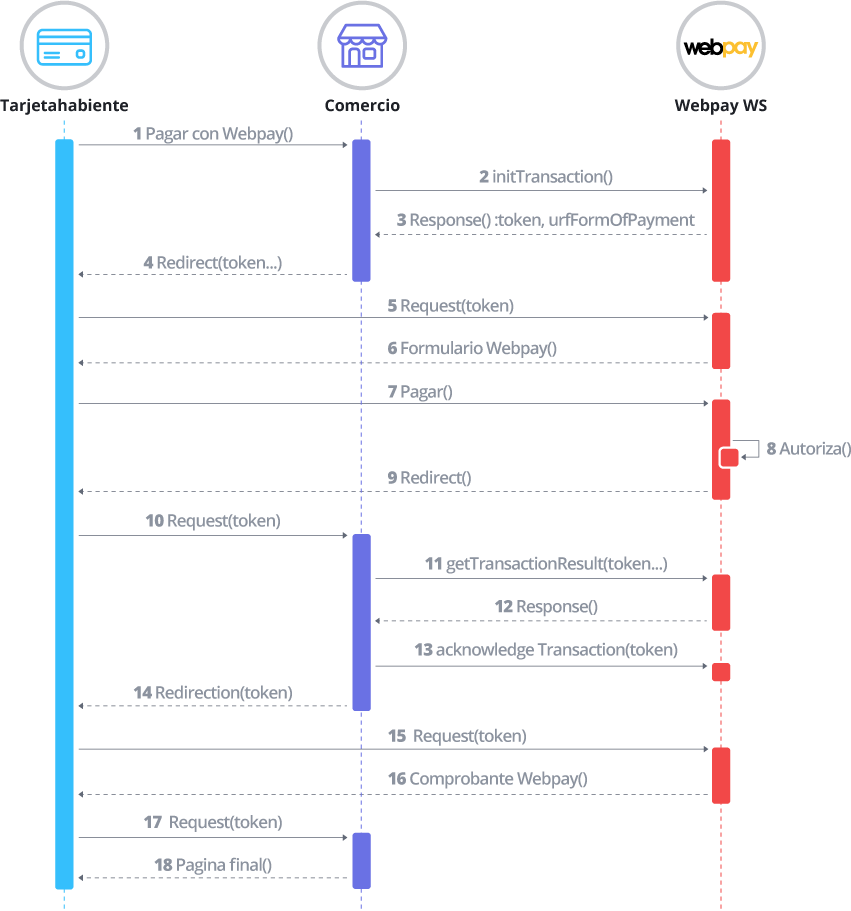 webpay
Tarjetahabiente
Comercio
Webpay WS
1 Pagar con Webpay()
2 initTransaction()
3 Response() :token, urfFormOfPayment
4 Redirect(token...)
5 Request(token)
6 Formulario Webpay()
7 Pagar()
8 Autoriza()
9 Redirect()
10 Request(token)
11 getTransactionResult(token...)
12 Response()
13 acknowledge Transaction(token)
14 Redirection(token)
15 Request(token)
16 Comprobante Webpay()
17 Request(token)
18 Pagina final()